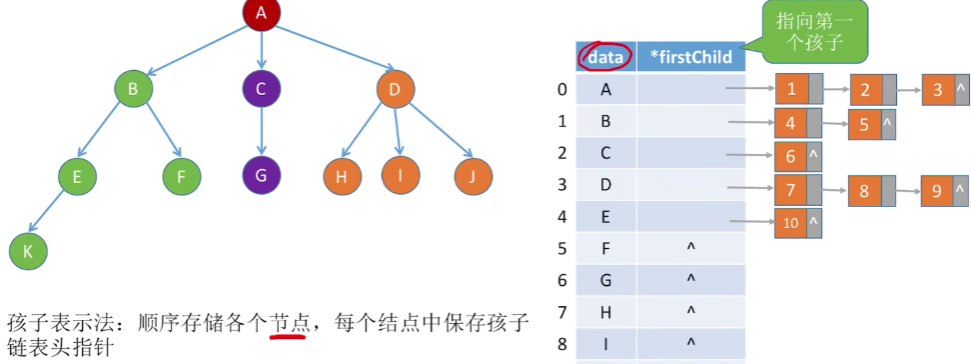 A
B
C
D
E
F
G
H
I
J
K
孩子表示法：顺序存储各个节点，每个结点中保存孩子
链表头指针
指向第一
个孩子
data *firstChild
0 A 1 2 3 ^
1 B 4 5 ^
2 C 6 ^
3 D 7 8 9 ^
4 E 10 ^
5 F ^
6 G ^
7 H ^
8 I ^